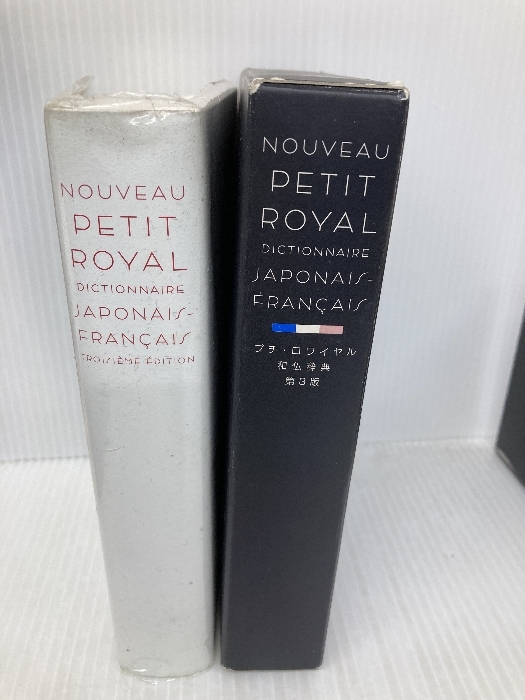 NOUVEAU
PETIT
ROYAL
DICTIONNAIRE
JAPONAIS-
FRANÇAIS
TROISIÈME ÉDITION
NOUVEAU
PETIT
ROYAL
DICTIONNAIRE
JAPONAIS-
FRANÇAIS
プチ・ロワイヤル
和仏辞典
第3版